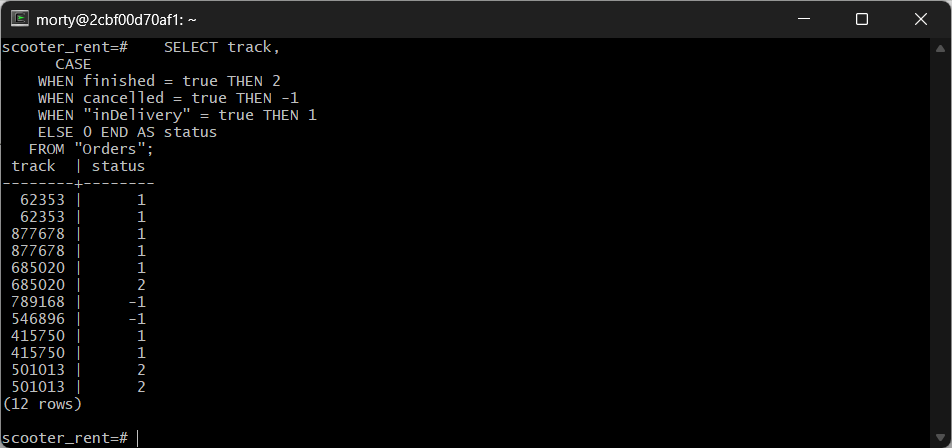 morty@2cbf00d70af1: ~
scooter_rent=#    SELECT track,
      CASE
    WHEN finished = true THEN 2
    WHEN cancelled = true THEN -1
    WHEN "inDelivery" = true THEN 1
    ELSE 0 END AS status
   FROM "Orders";
 track  | status
--------+--------
  62353 |      1
  62353 |      1
 877678 |      1
 877678 |      1
 685020 |      1
 685020 |      2
 789168 |     -1
 546896 |     -1
 415750 |      1
 415750 |      1
 501013 |      2
 501013 |      2
(12 rows)
scooter_rent=#